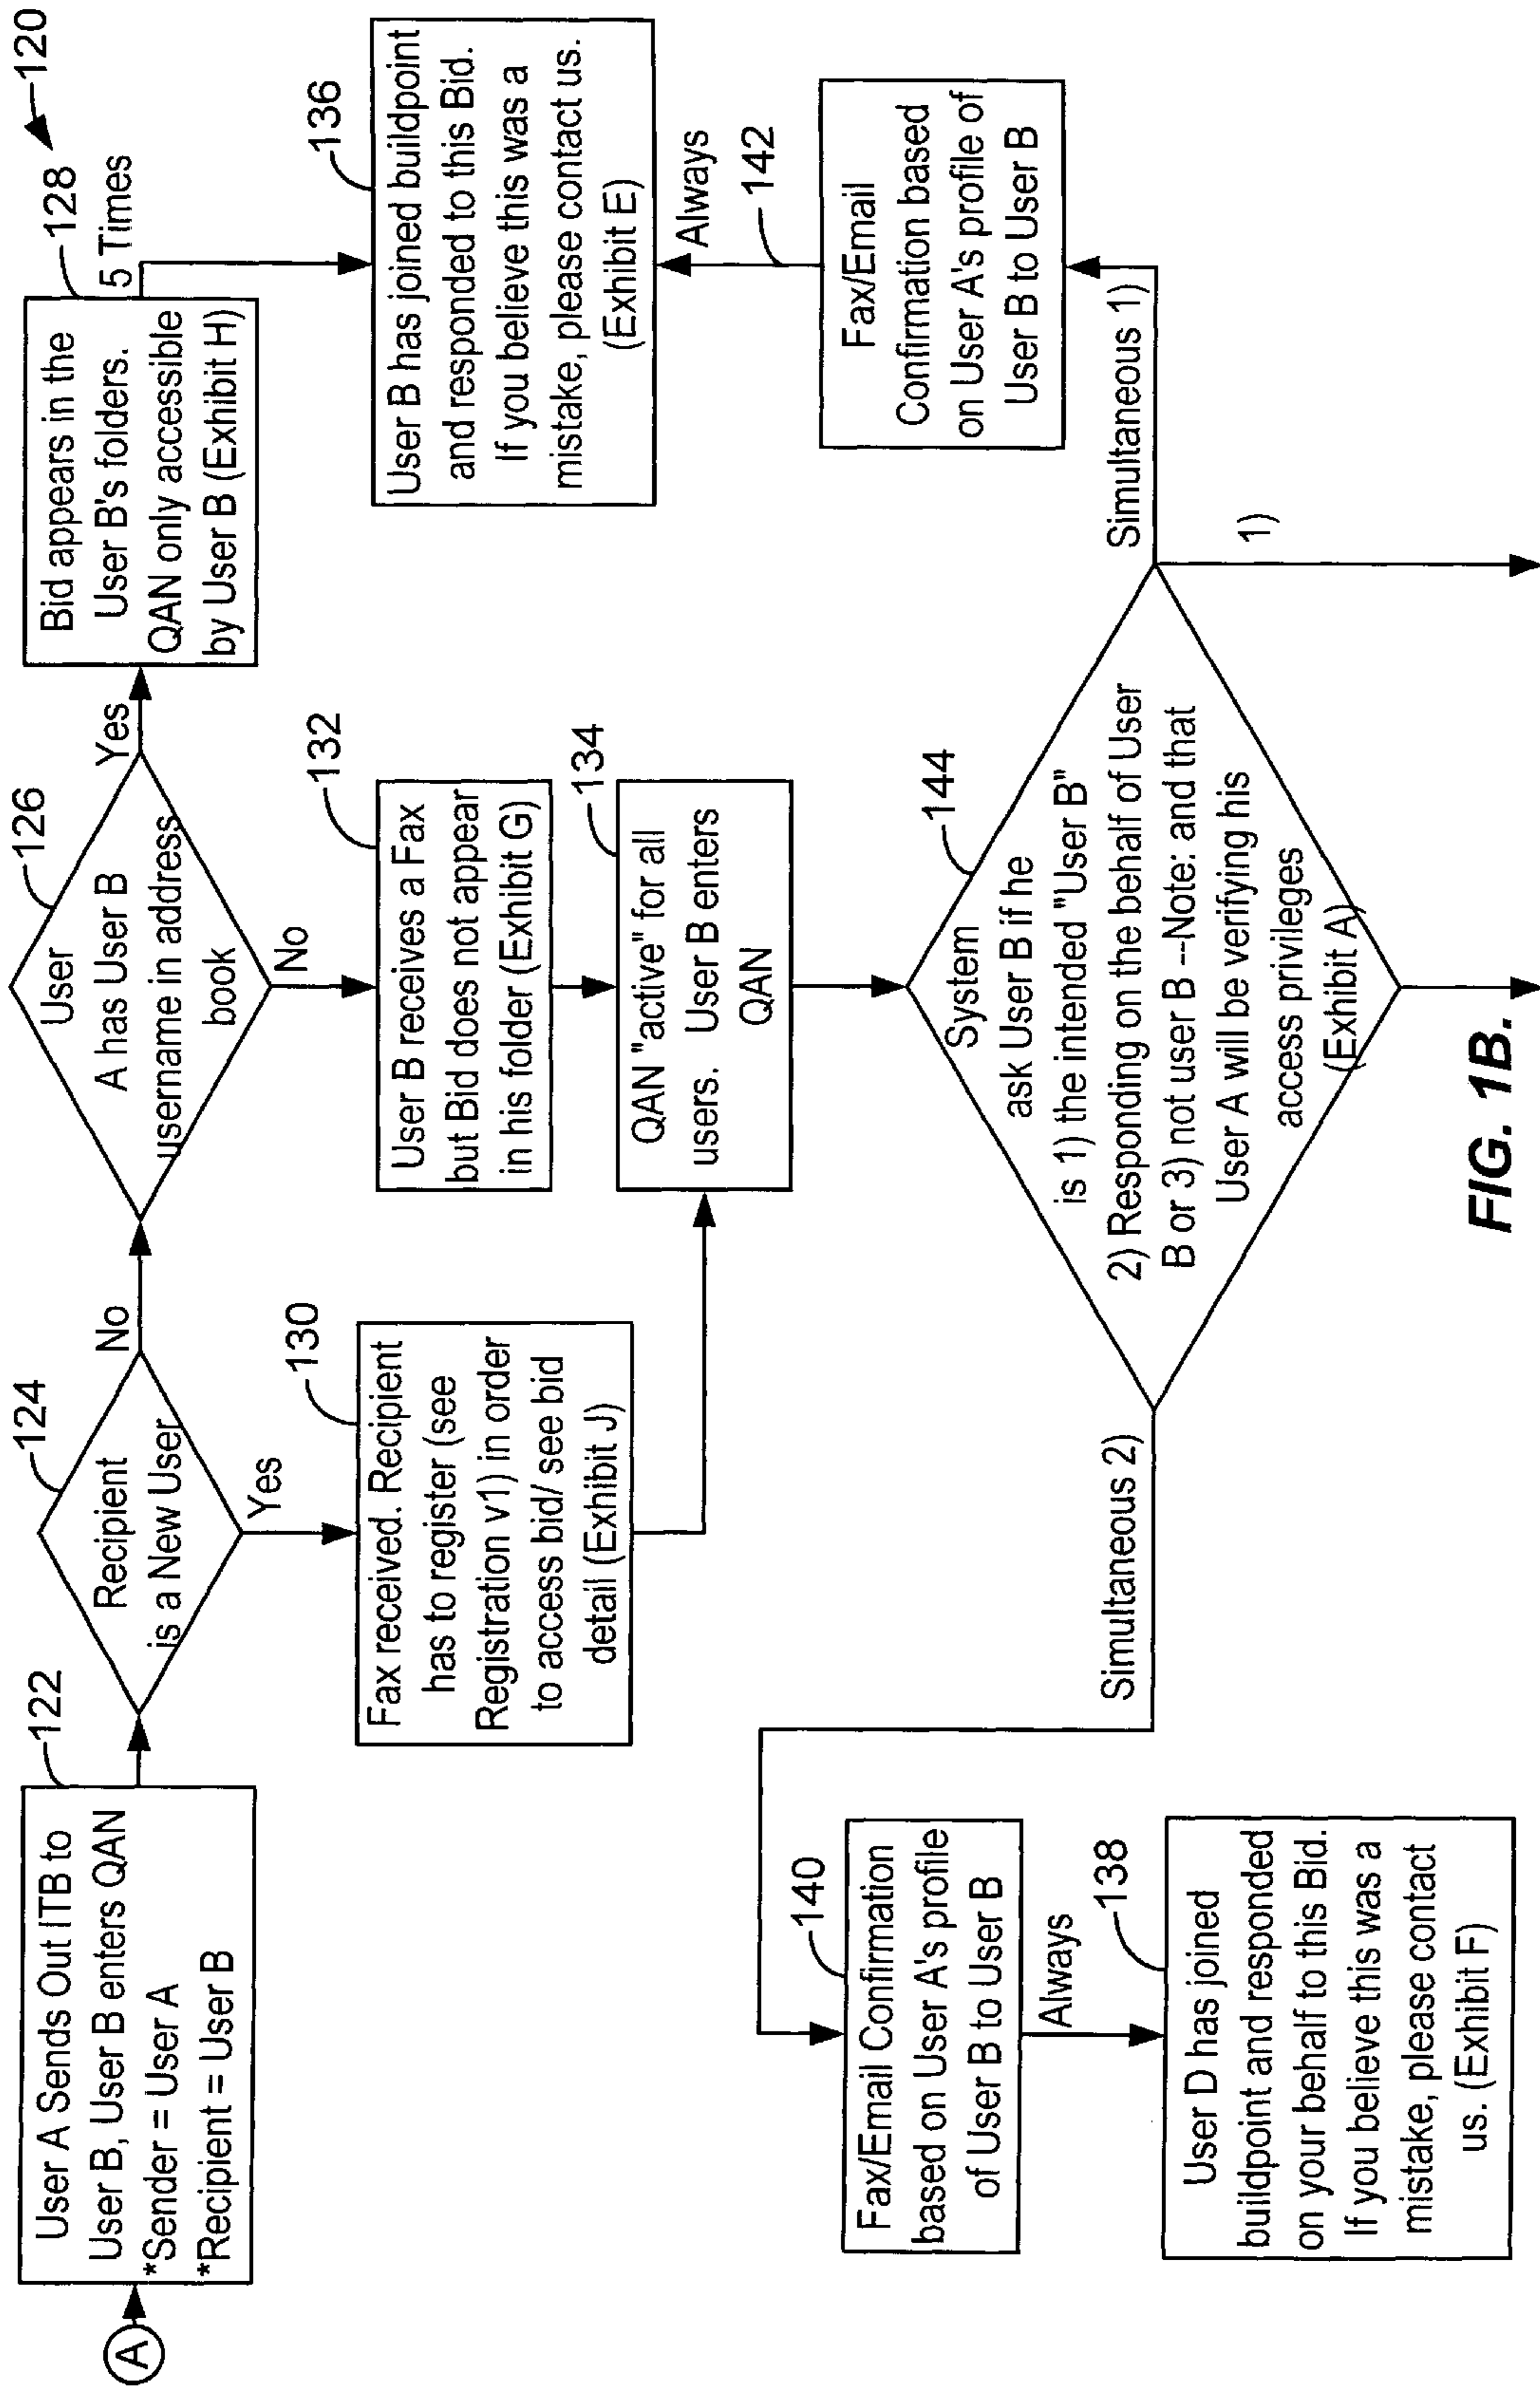 120
A
122
User A Sends Out ITB to
User B, User B enters QAN
*Sender = User A
*Recipient = User B
124
Recipient
is a New User
No
Yes
126
User
A has User B
username in address
book
Yes
No
128
Bid appears in the
User B's folders.
QAN only accessible
by User B (Exhibit H)
5 Times
130
Fax received. Recipient
has to register (see
Registration v1) in order
to access bid/ see bid
detail (Exhibit J)
132
User B receives a Fax
but Bid does not appear
in his folder (Exhibit G)
134
QAN "active" for all
users. User B enters
QAN
136
User B has joined buildpoint
and responded to this Bid.
If you believe this was a
mistake, please contact us.
(Exhibit E)
Always
142
Fax/Email
Confirmation based
on User A's profile of
User B to User B
Simultaneous 1)
1)
144
System
ask User B if he
is 1) the intended "User B"
2) Responding on the behalf of User
B or 3) not user B --Note: and that
User A will be verifying his
access privileges
(Exhibit A)
Simultaneous 2)
140
Fax/Email Confirmation
based on User A's profile
of User B to User B
Always
138
User D has joined
buildpoint and responded
on your behalf to this Bid.
If you believe this was a
mistake, please contact
us. (Exhibit F)
FIG. 1B.